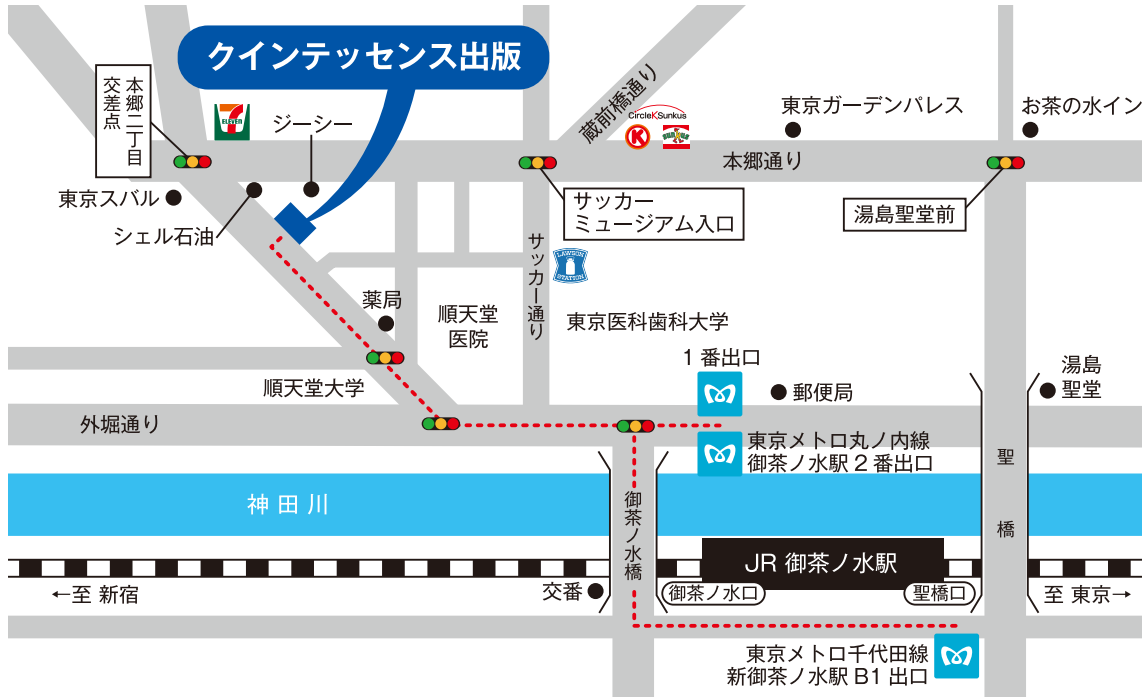 クインテッセンス出版
本郷二丁目
交差点
ELEVEN
ジーシー
蔵前橋通り
CircleKSunkus
K
東京ガーデンパレス
お茶の水イン
本郷通り
東京スバル
シェル石油
サッカー
ミュージアム入口
湯島聖堂前
サッカー通り
LAWSON
STATION
薬局
順天堂
医院
東京医科歯科大学
1番出口
順天堂大学
郵便局
湯島
聖堂
外堀通り
東京メトロ丸ノ内線
御茶ノ水駅2番出口
聖橋
神田川
御茶ノ水橋
JR 御茶ノ水駅
←至 新宿
交番
御茶ノ水口
聖橋口
至 東京→
東京メトロ千代田線
新御茶ノ水駅 B1 出口